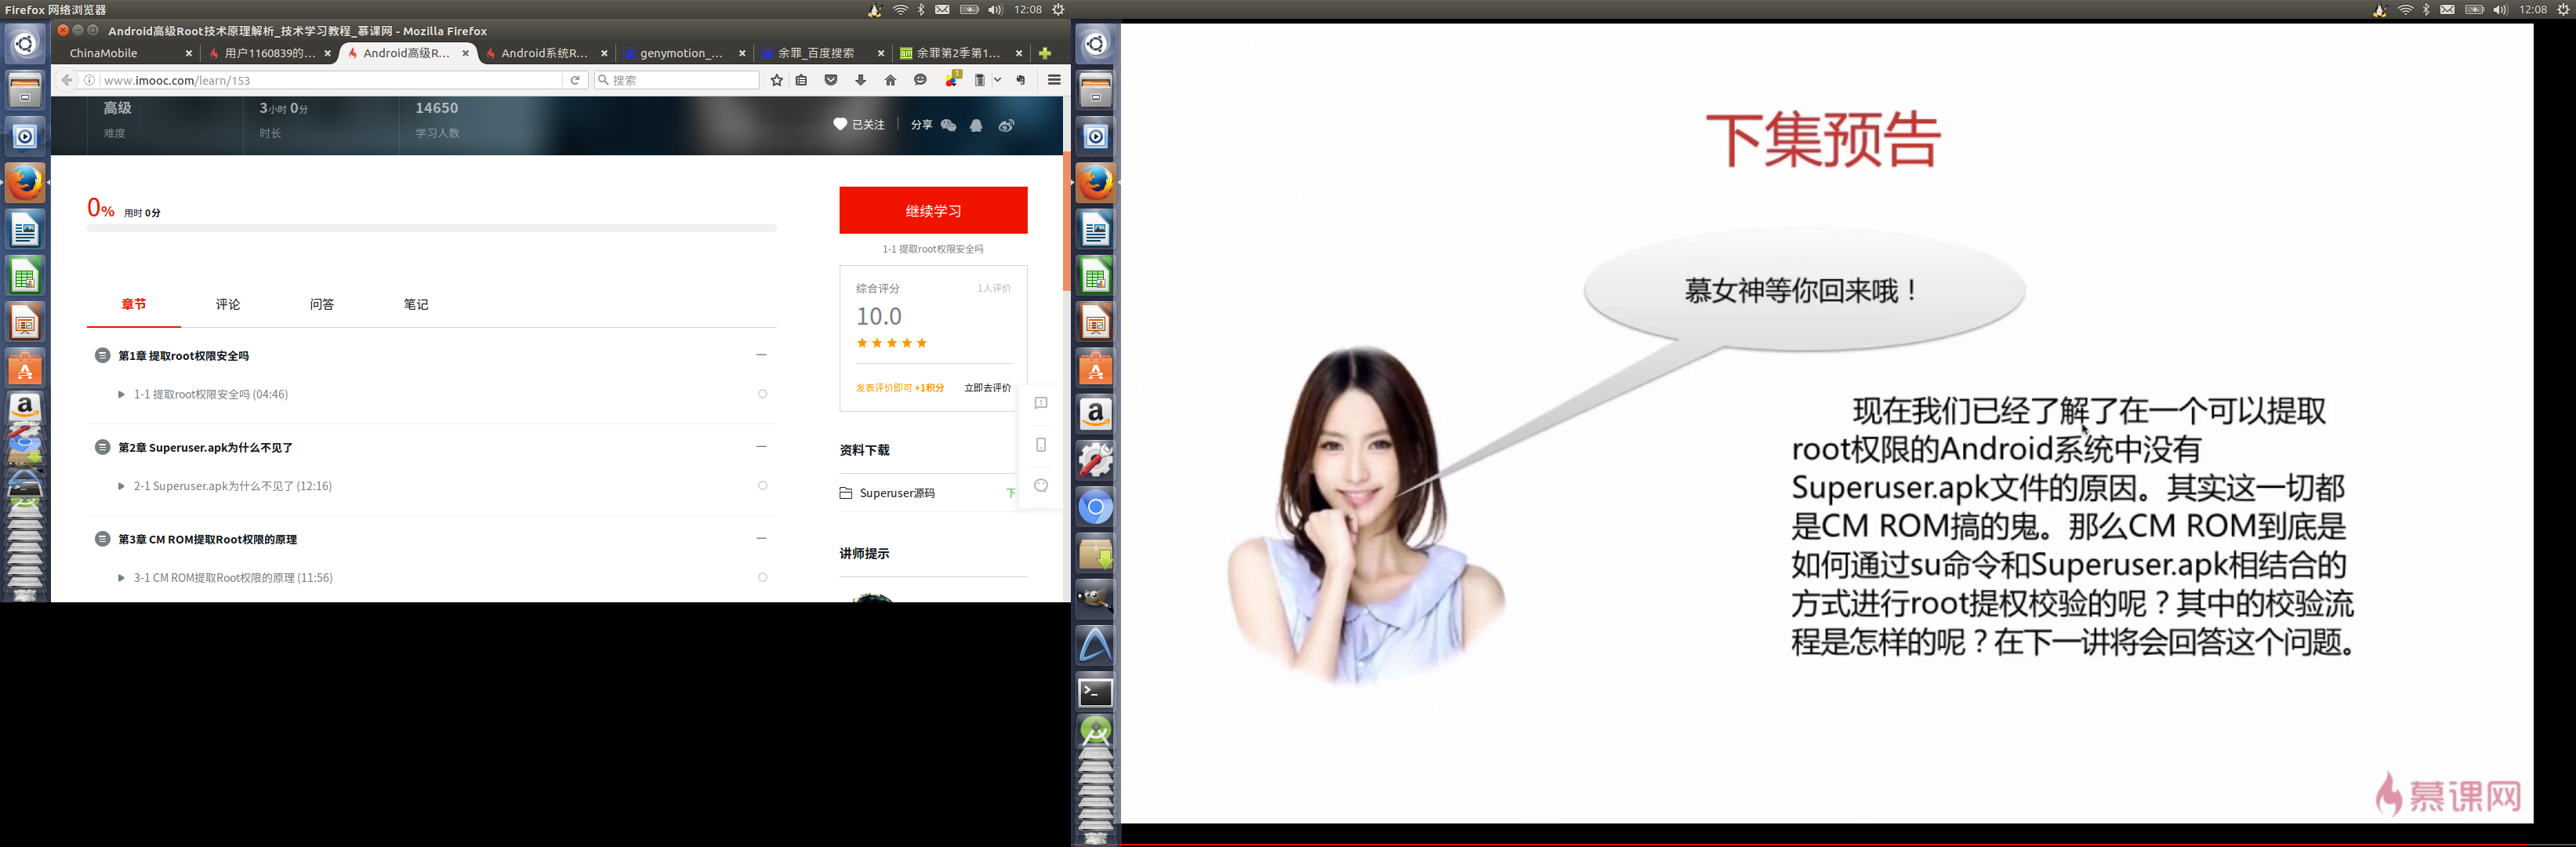 Firefox 网络浏览器
12:08
12:08
Android高级Root技术原理解析_技术学习教程_慕课网 - Mozilla Firefox
ChinaMobile
用户1160839的...
Android高级R...
Android系统R...
genymotion_...
余罪_百度搜索
余罪第2季第1...
www.imooc.com/learn/153
搜索
高级
3小时 0分
14650
难度
时长
学习人数
已关注
分享
0% 用时 0分
继续学习
1-1 提取root权限安全吗
章节
评论
问答
笔记
综合评分
1人评价
10.0
发表评价即可 +1积分
立即去评价
第1章 提取root权限安全吗
1-1 提取root权限安全吗 (04:46)
第2章 Superuser.apk为什么不见了
2-1 Superuser.apk为什么不见了 (12:16)
第3章 CM ROM提取Root权限的原理
3-1 CM ROM提取Root权限的原理 (11:56)
资料下载
Superuser源码
下
讲师提示
下集预告
慕女神等你回来哦！
现在我们已经了解了在一个可以提取
root权限的Android系统中没有
Superuser.apk文件的原因。其实这一切都
是CM ROM搞的鬼。那么CM ROM到底是
如何通过su命令和Superuser.apk相结合的
方式进行root提权校验的呢？其中的校验流
程是怎样的呢？在下一讲将会回答这个问题。
慕课网